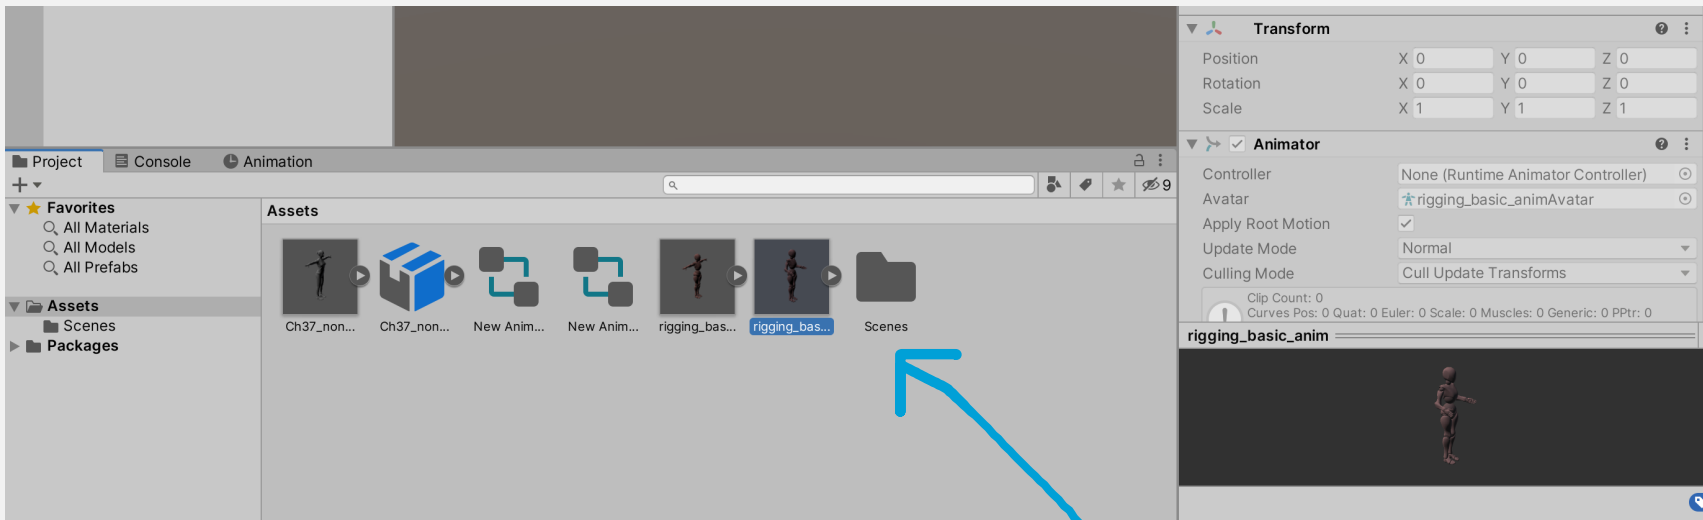 Transform
Position X 0 Y 0 Z 0
Rotation X 0 Y 0 Z 0
Scale X 1 Y 1 Z 1
Animator
Controller None (Runtime Animator Controller)
Avatar rigging_basic_animAvatar
Apply Root Motion
Update Mode Normal
Culling Mode Cull Update Transforms
Clip Count: 0
Curves Pos: 0 Quat: 0 Euler: 0 Scale: 0 Muscles: 0 Generic: 0 PPtr: 0
rigging_basic_anim
Project Console Animation
9
Favorites
All Materials
All Models
All Prefabs
Assets
Scenes
Packages
Assets
Ch37_non... Ch37_non... New Anim... New Anim... rigging_bas... rigging_bas... Scenes